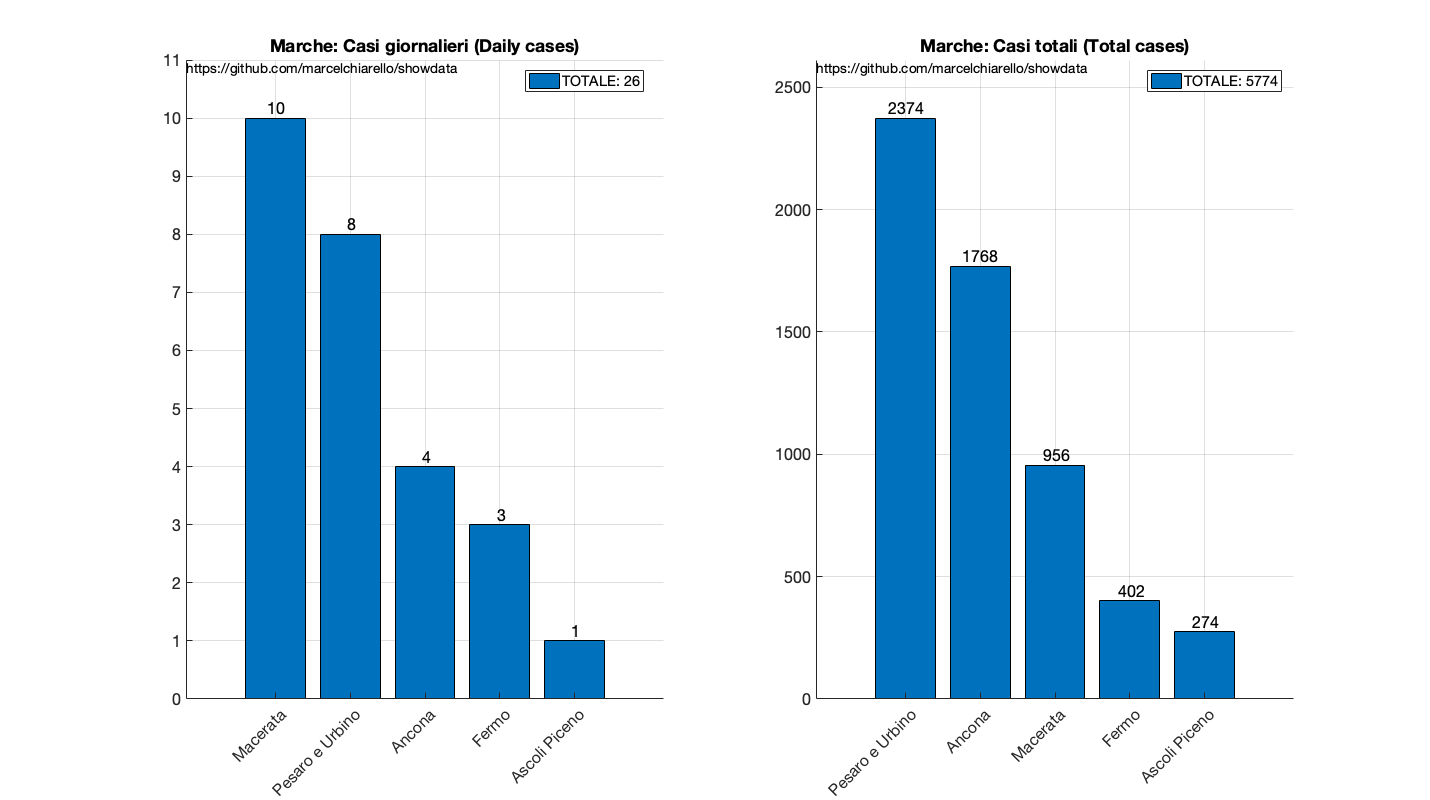 Marche: Casi giornalieri (Daily cases)
https://github.com/marcelchiarello/showdata
TOTALE: 26
11
10
9
8
7
6
5
4
3
2
1
0
10
8
4
3
1
Macerata
Pesaro e Urbino
Ancona
Fermo
Ascoli Piceno
Marche: Casi totali (Total cases)
https://github.com/marcelchiarello/showdata
TOTALE: 5774
2500
2000
1500
1000
500
0
2374
1768
956
402
274
Pesaro e Urbino
Ancona
Macerata
Fermo
Ascoli Piceno